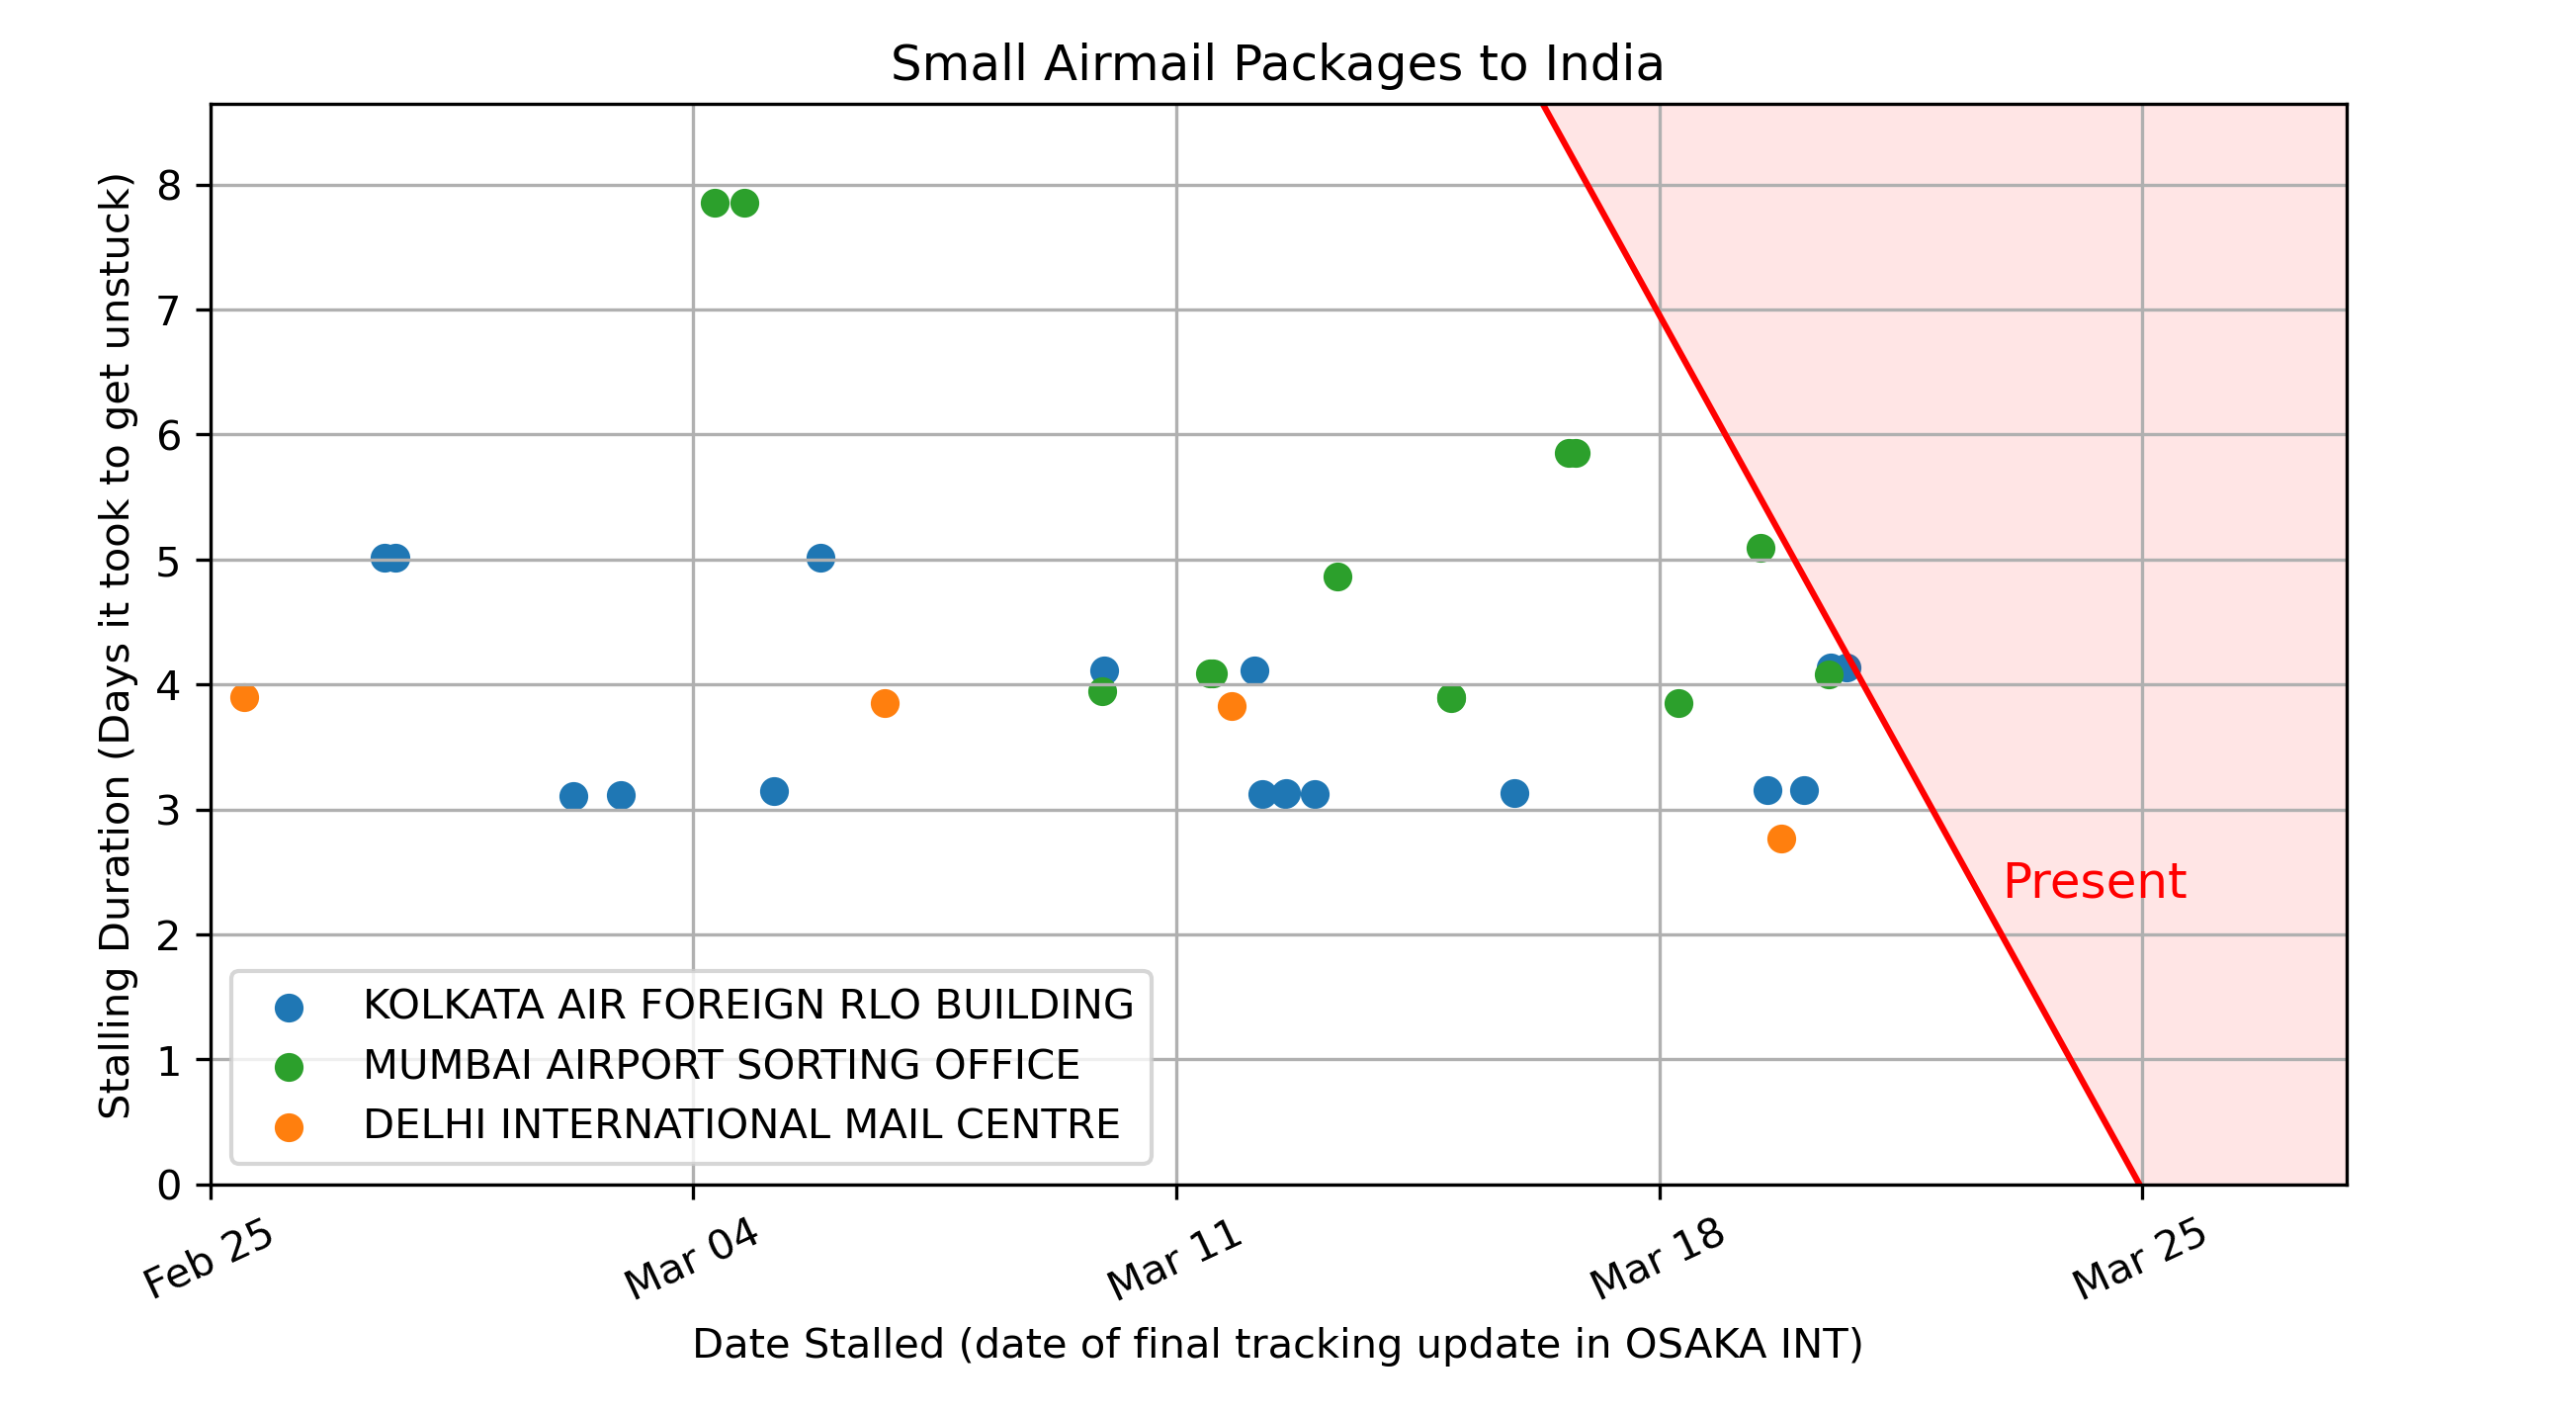 Small Airmail Packages to India
Stalling Duration (Days it took to get unstuck)
8
7
6
5
4
3
2
1
0
Present
KOLKATA AIR FOREIGN RLO BUILDING
MUMBAI AIRPORT SORTING OFFICE
DELHI INTERNATIONAL MAIL CENTRE
Feb 25
Mar 04
Mar 11
Mar 18
Mar 25
Date Stalled (date of final tracking update in OSAKA INT)